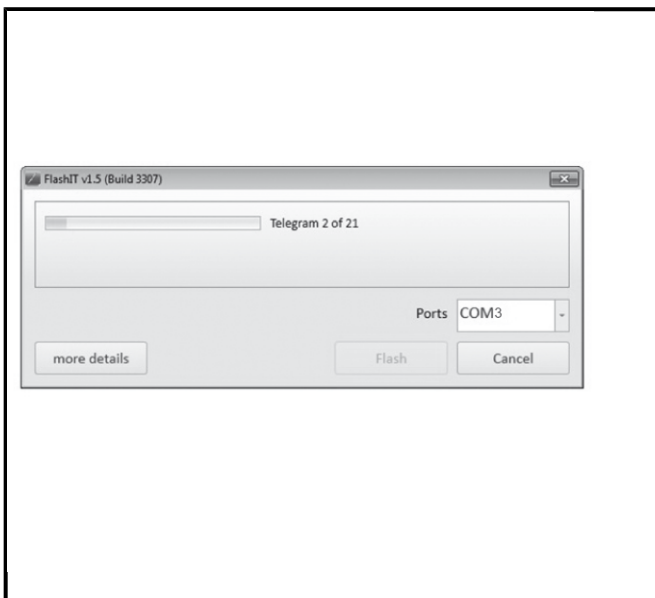 FlashIT v1.5 (Build 3307)
Telegram 2 of 21
Ports COM3
more details Flash Cancel